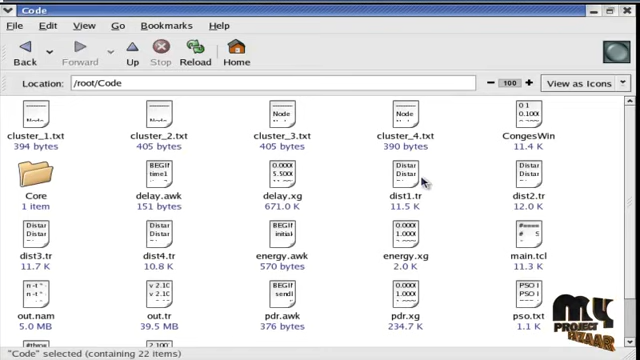 Code
File Edit View Go Bookmarks Help
Back Forward Up Stop Reload Home
Location: /root/Code 100 View as Icons
cluster_1.txt cluster_2.txt cluster_3.txt cluster_4.txt CongesWin
394 bytes 405 bytes 405 bytes 390 bytes 11.4 K
Core delay.awk delay.xg dist1.tr dist2.tr
1 item 151 bytes 671.0 K 11.5 K 12.0 K
dist3.tr dist4.tr energy.awk energy.xg main.tcl
11.7 K 10.8 K 570 bytes 2.0 K 11.3 K
out.nam out.tr pdr.awk pdr.xg pso.txt
5.0 MB 39.5 MB 376 bytes 234.7 K 1.1 K
"Code" selected (containing 22 items)
MY
PROJECT
BAZAAR